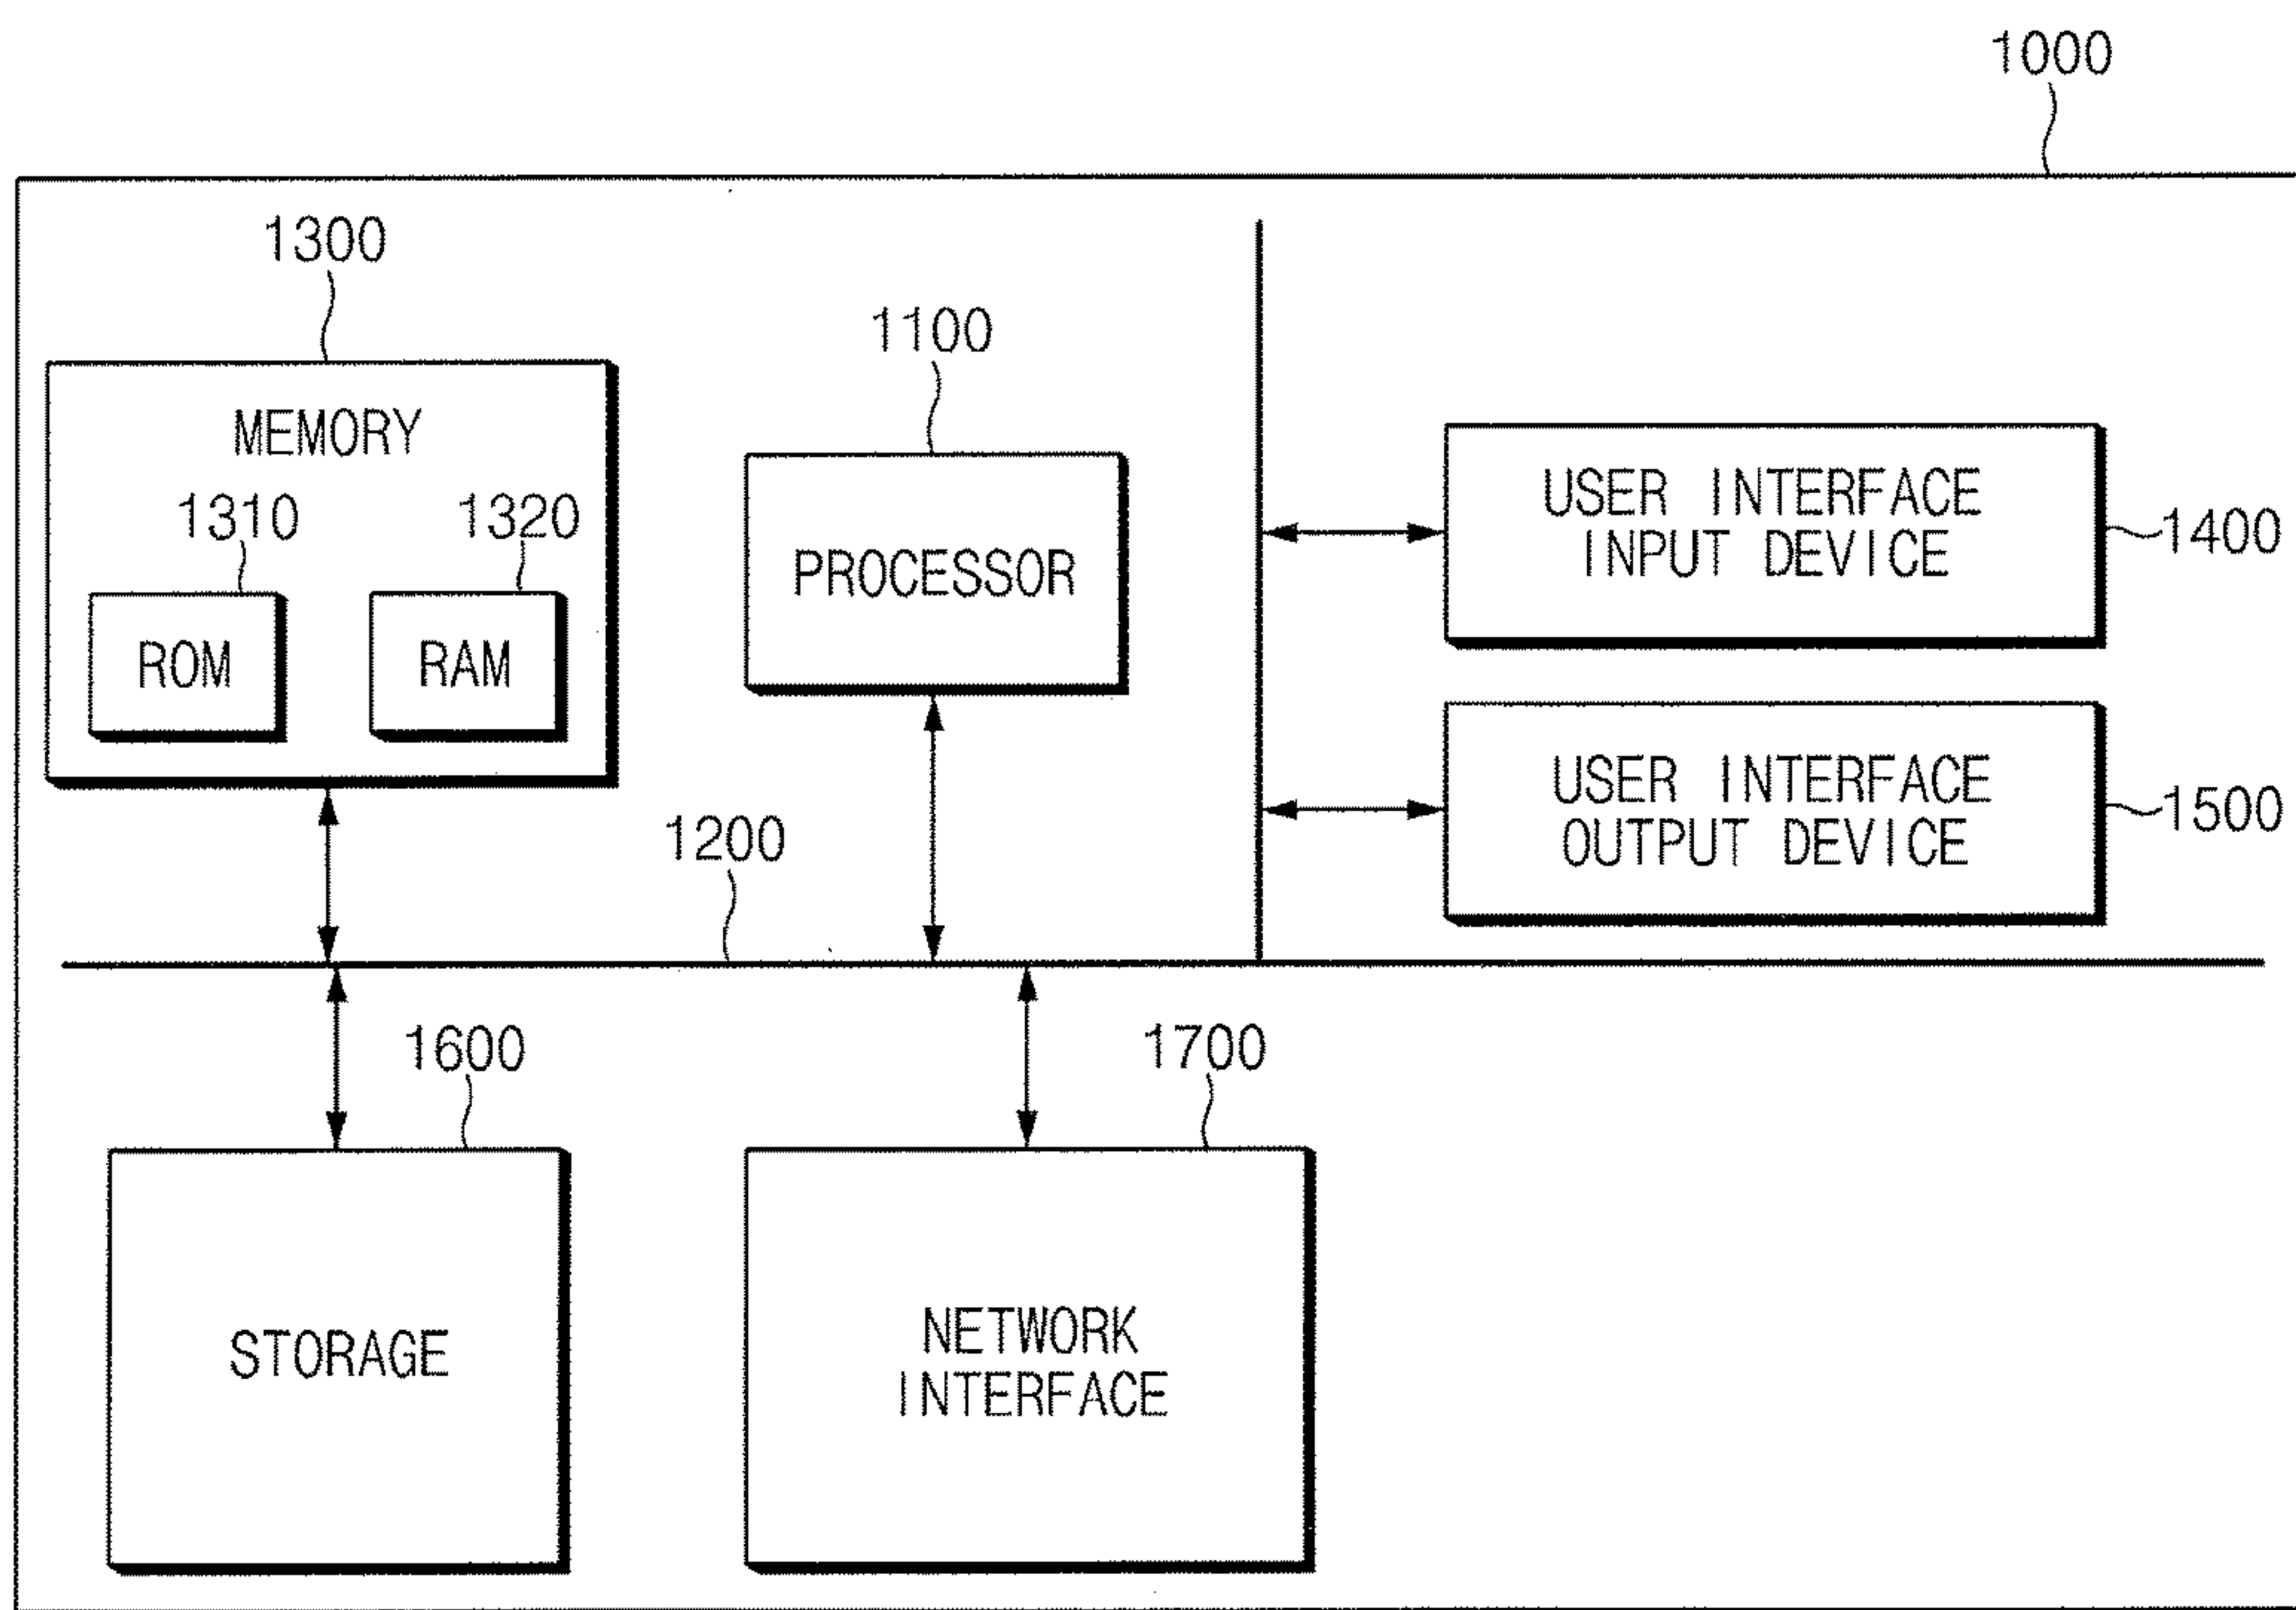 1000
1300
1100
MEMORY
1310
1320
ROM
RAM
PROCESSOR
USER INTERFACE
INPUT DEVICE
1400
USER INTERFACE
OUTPUT DEVICE
1500
1200
1600
1700
STORAGE
NETWORK
INTERFACE